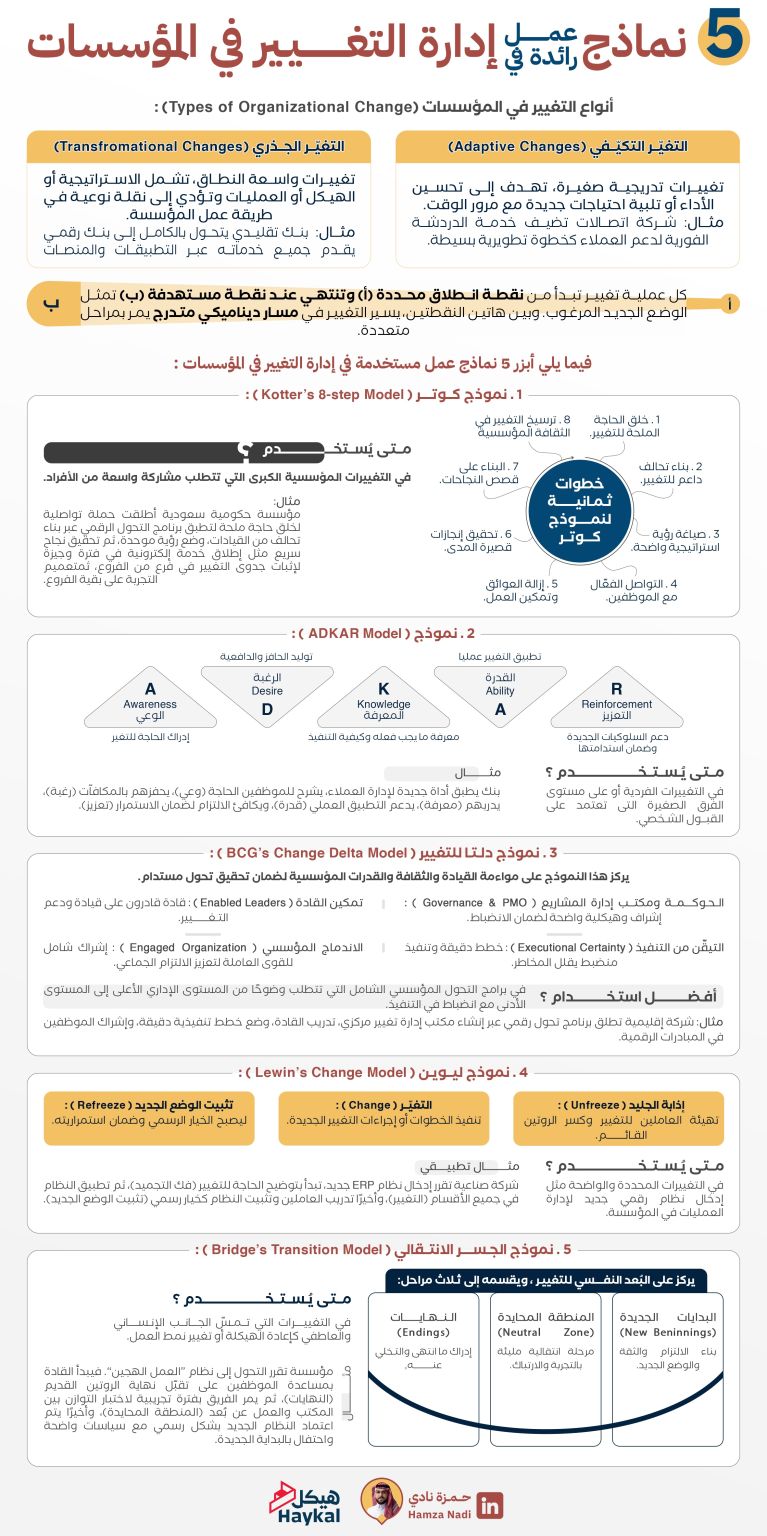 5 نماذج عمل رائدة في إدارة التغيير في المؤسسات
أنواع التغيير في المؤسسات (Types of Organizational Change) :
التغيّر التكيّفي (Adaptive Changes)
تغييرات تدريجية صغيرة، تهدف إلى تحسين
الأداء أو تلبية احتياجات جديدة مع مرور الوقت.
مثال: شركة اتصالات تضيف خدمة الدردشة
الفورية لدعم العملاء كخطوة تطويرية بسيطة.
التغيّر الجذري (Transfromational Changes)
تغييرات واسعة النطاق، تشمل الاستراتيجية أو
الهيكل أو العمليات وتؤدي إلى نقلة نوعية في
طريقة عمل المؤسسة.
مثال: بنك تقليدي يتحول بالكامل إلى بنك رقمي
يقدم جميع خدماته عبر التطبيقات والمنصات
أ
كل عملية تغيير تبدأ من نقطة انطلاق محددة (أ) وتنتهي عند نقطة مستهدفة (ب) تمثل
الوضع الجديد المرغوب. وبين هاتين النقطتين، يسير التغيير في مسار ديناميكي متدرج يمر بمراحل
متعددة.
ب
فيما يلي أبرز 5 نماذج عمل مستخدمة في إدارة التغيير في المؤسسات :
1. نموذج كوتر ( Kotter's 8-step Model ) :
خطوات
ثمانية
لنموذج
كوتر
1. خلق الحاجة
الملحة للتغيير.
2. بناء تحالف
داعم للتغيير.
3. صياغة رؤية
استراتيجية واضحة.
4. التواصل الفعّال
مع الموظفين.
5. إزالة العوائق
وتمكين العمل.
6. تحقيق إنجازات
قصيرة المدى.
7. البناء على
قصص النجاحات.
8. ترسيخ التغيير في
الثقافة المؤسسية
متى يُستخدم ؟
في التغييرات المؤسسية الكبرى التي تتطلب مشاركة واسعة من الأفراد.
مثال:
مؤسسة حكومية سعودية أطلقت حملة تواصلية
لخلق حاجة ملحة لتطبق برنامج التحول الرقمي عبر بناء
تحالف من القيادات، وضع رؤية موحدة، ثم تحقيق نجاح
سريع مثل إطلاق خدمة إلكترونية في فترة وجيزة
لإثبات جدوى التغيير في فرع من الفروع، ثمتعميم
التجربة على بقية الفروع.
2. نموذج ( ADKAR Model ) :
A
Awareness
الوعي
إدراك الحاجة للتغير
توليد الحافز والدافعية
الرغبة
Desire
D
K
Knowledge
المعرفة
معرفة ما يجب فعله وكيفية التنفيذ
تطبيق التغيير عمليا
القدرة
Ability
A
R
Reinforcement
التعزيز
دعم السلوكيات الجديدة
وضمان استدامتها
متى يُستخدم ؟
في التغييرات الفردية أو على مستوى
الفرق الصغيرة التي تعتمد على
القبول الشخصي.
مثال
بنك يطبق أداة جديدة لإدارة العملاء، يشرح للموظفين الحاجة (وعي)، يحفزهم بالمكافآت (رغبة)،
يدربهم (معرفة)، يدعم التطبيق العملي (قدرة)، ويكافئ الالتزام لضمان الاستمرار (تعزيز).
3. نموذج دلتا للتغيير ( BCG's Change Delta Model ) :
يركز هذا النموذج على مواءمة القيادة والثقافة والقدرات المؤسسية لضمان تحقيق تحول مستدام.
الحوكمة ومكتب إدارة المشاريع ( Governance & PMO ) :
إشراف وهيكلية واضحة لضمان الانضباط.
تمكين القادة ( Enabled Leaders ) : قادة قادرون على قيادة ودعم
التغيير.
التيقّن من التنفيذ ( Executional Certainty ) : خطط دقيقة وتنفيذ
منضبط يقلل المخاطر.
الاندماج المؤسسي ( Engaged Organization ) : إشراك شامل
للقوى العاملة لتعزيز الالتزام الجماعي.
أفضل استخدام ؟
في برامج التحول المؤسسي الشامل التي تتطلب وضوحًا من المستوى الإداري الأعلى إلى المستوى
الأدنى مع انضباط في التنفيذ.
مثال: شركة إقليمية تطلق برنامج تحول رقمي عبر إنشاء مكتب إدارة تغيير مركزي، تدريب القادة، وضع خطط تنفيذية دقيقة، وإشراك الموظفين
في المبادرات الرقمية.
4. نموذج ليوين ( Lewin's Change Model ) :
إذابة الجليد ( Unfreeze ) :
تهيئة العاملين للتغيير وكسر الروتين
القائم.
التغيّر ( Change ) :
تنفيذ الخطوات أو إجراءات التغيير الجديدة.
تثبيت الوضع الجديد ( Refreeze ) :
ليصبح الخيار الرسمي وضمان استمراريته.
متى يُستخدم ؟
في التغييرات المحددة والواضحة مثل
إدخال نظام رقمي جديد لإدارة
العمليات في المؤسسة.
مثال تطبيقي
شركة صناعية تقرر إدخال نظام ERP جديد، تبدأ بتوضيح الحاجة للتغيير (فك التجميد)، ثم تطبيق النظام
في جميع الأقسام (التغيير)، وأخيرًا تدريب العاملين وتثبيت النظام كخيار رسمي (تثبيت الوضع الجديد).
5. نموذج الجسر الانتقالي ( Bridge's Transition Model ) :
يركز على البُعد النفسي للتغيير ، ويقسمه إلى ثلاث مراحل:
البدايات الجديدة
(New Beninnings)
بناء الالتزام والثقة
والوضع الجديد.
المنطقة المحايدة
(Neutral Zone)
مرحلة انتقالية مليئة
بالتجربة والارتباك.
النهايات
(Endings)
إدراك ما انتهى والتخلي
عنه.
متى يُستخدم ؟
في التغييرات التي تمسّ الجانب الإنساني
والعاطفي كإعادة الهيكلة أو تغيير نمط العمل.
مثال
مؤسسة تقرر التحول إلى نظام "العمل الهجين". فيبدأ القادة
بمساعدة الموظفين على تقبّل نهاية الروتين القديم
(النهايات)، ثم يمر الفريق بفترة تجريبية لاختبار التوازن بين
المكتب والعمل عن بُعد (المنطقة المحايدة)، وأخيرًا يتم
اعتماد النظام الجديد بشكل رسمي مع سياسات واضحة
واحتفال بالبداية الجديدة.
in
حمزة نادي
Hamza Nadi
هيكل
Haykal